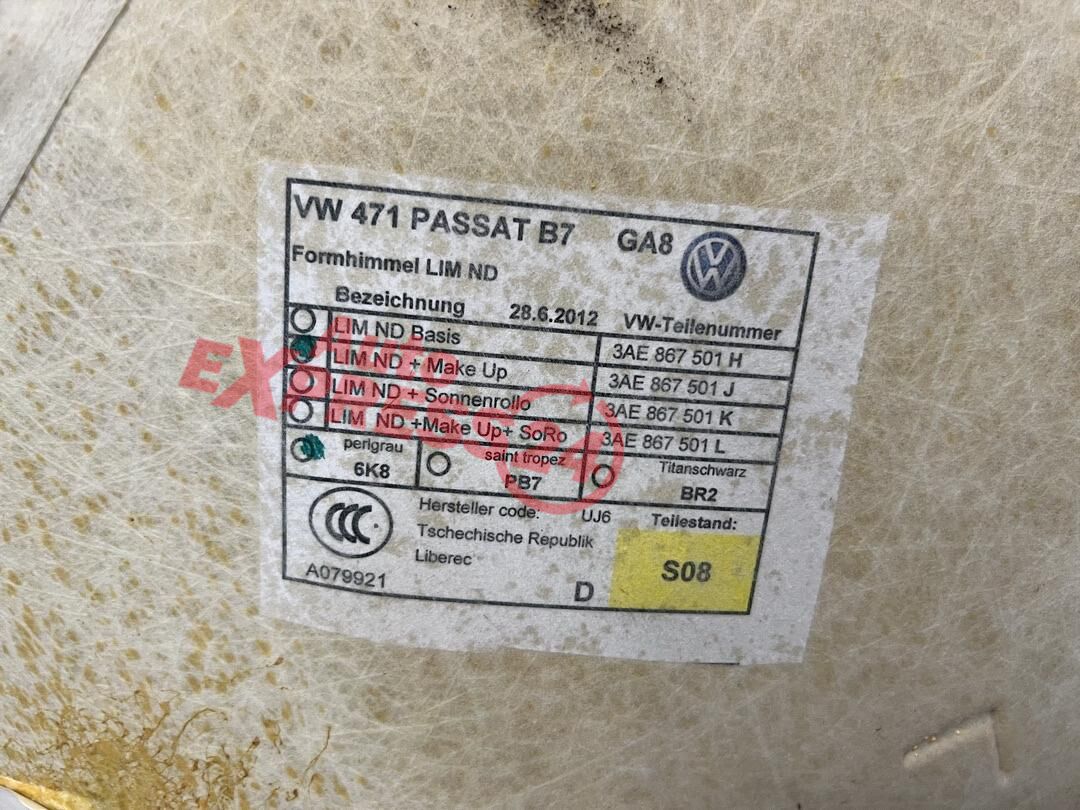 VW 471 PASSAT B7 GA8
Formhimmel LIM ND
Bezeichnung 28.6.2012 VW-Teilenummer
LIM ND Basis 3AE 867 501 H
LIM ND + Make Up 3AE 867 501 J
LIM ND + Sonnenrollo 3AE 867 501 K
LIM ND +Make Up+ SoRo 3AE 867 501 L
perlgrau saint tropez Titanschwarz
6K8 PB7 BR2
CCC
Hersteller code: UJ6 Teilestand:
Tschechische Republik
Liberec S08
A079921 D
Auto
EXPRESS24